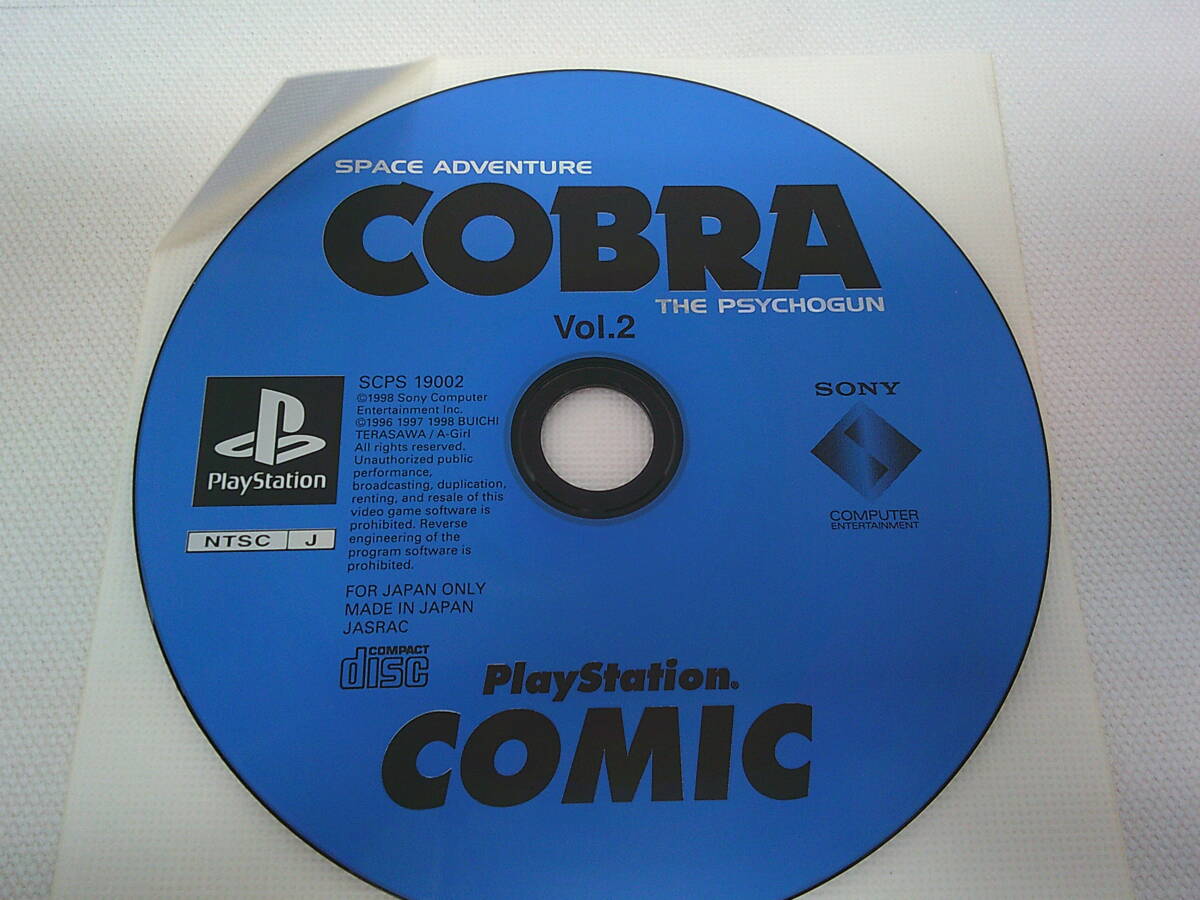 SPACE ADVENTURE
COBRA
THE PSYCHOGUN
Vol.2
SCPS 19002
©1998 Sony Computer
Entertainment Inc.
©1996 1997 1998 BUICHI
TERASAWA / A-Girl
All rights reserved.
Unauthorized public
performance,
broadcasting, duplication,
renting, and resale of this
video game software is
prohibited. Reverse
engineering of the
program software is
prohibited.
FOR JAPAN ONLY
MADE IN JAPAN
JASRAC
PlayStation
NTSC J
SONY
COMPUTER
ENTERTAINMENT
COMPACT
disc
PlayStation®
COMIC